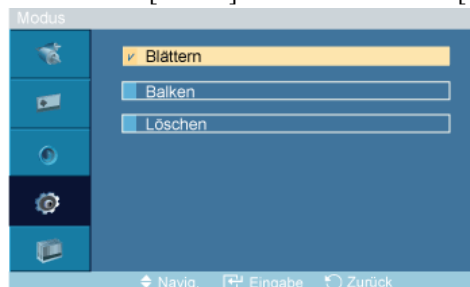 Modus
Blättern
Balken
Löschen
Navig. Eingabe Zurück